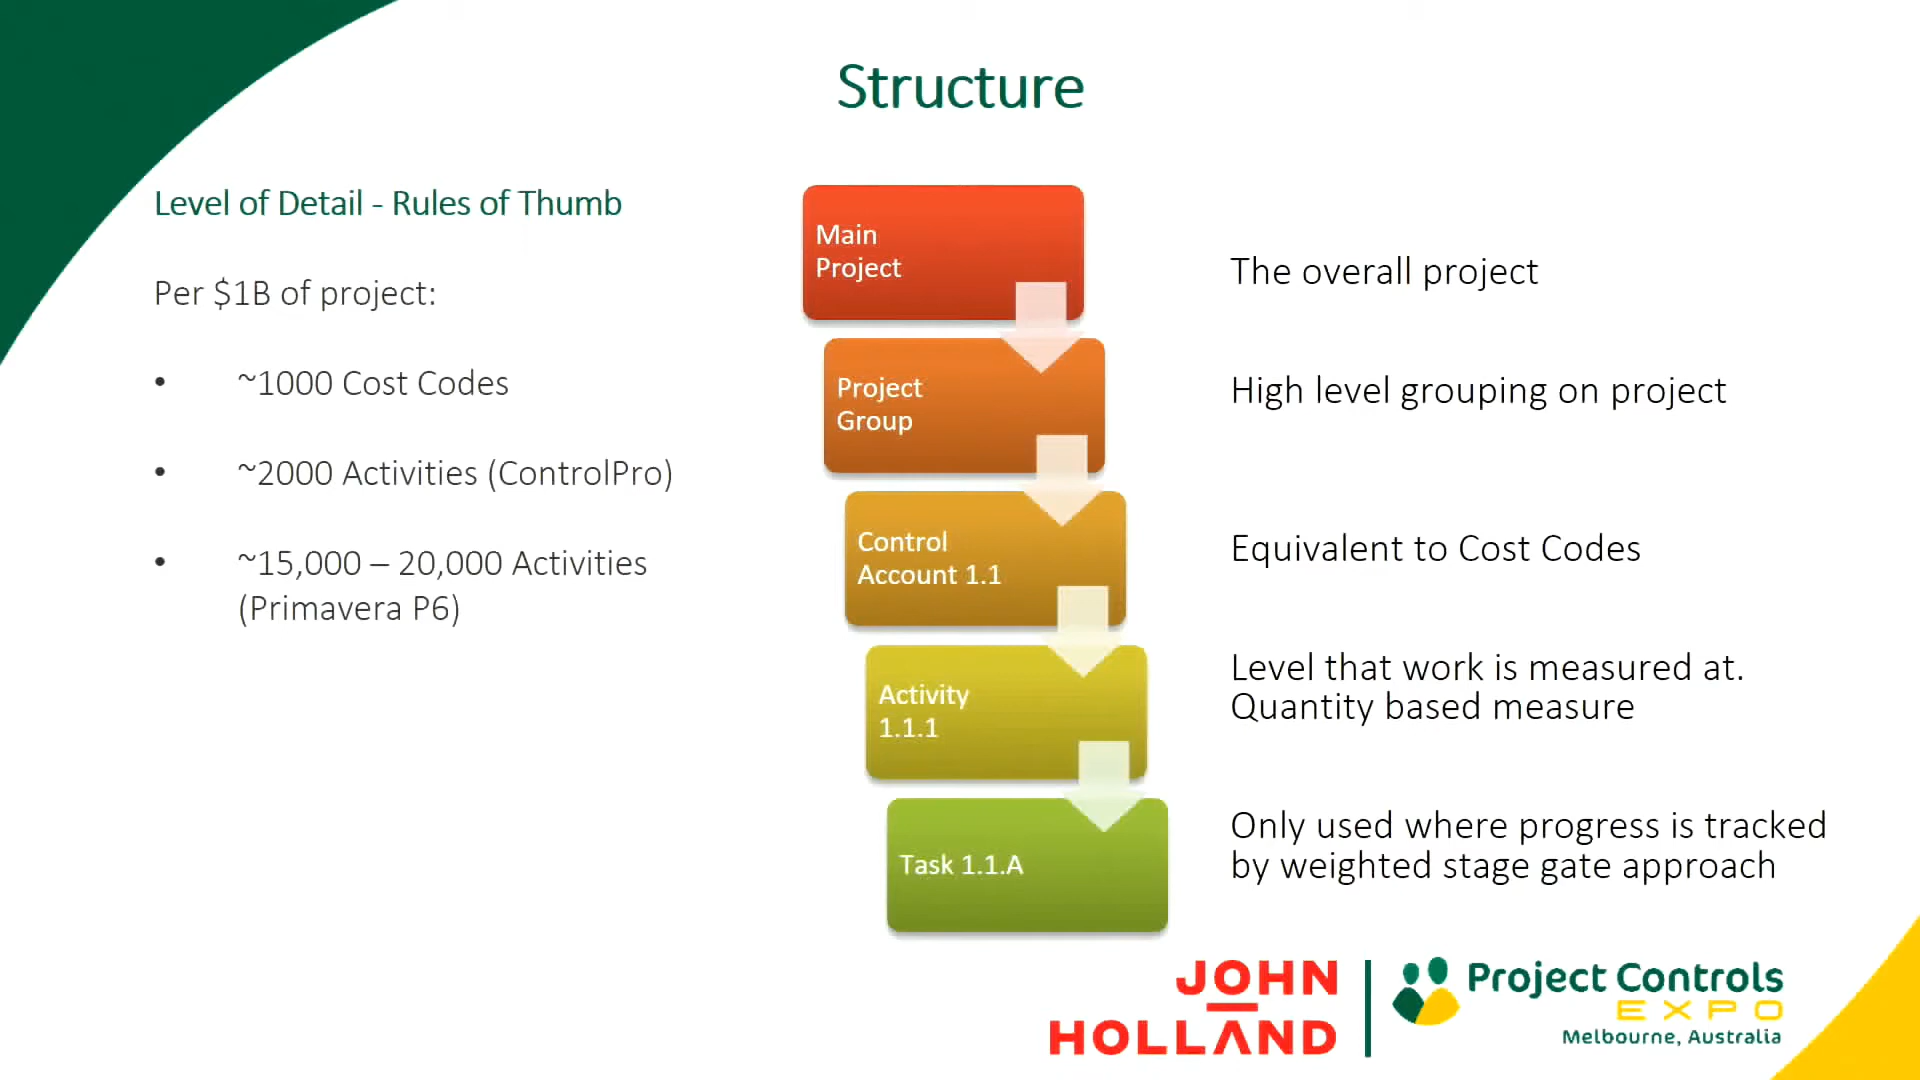 Structure
Level of Detail - Rules of Thumb
Per $1B of project:
• ~1000 Cost Codes
• ~2000 Activities (ControlPro)
• ~15,000 – 20,000 Activities
(Primavera P6)
Main
Project
The overall project
Project
Group
High level grouping on project
Control
Account 1.1
Equivalent to Cost Codes
Activity
1.1.1
Level that work is measured at.
Quantity based measure
Task 1.1.A
Only used where progress is tracked
by weighted stage gate approach
JOHN
HOLLAND
Project Controls
EXPO
Melbourne, Australia